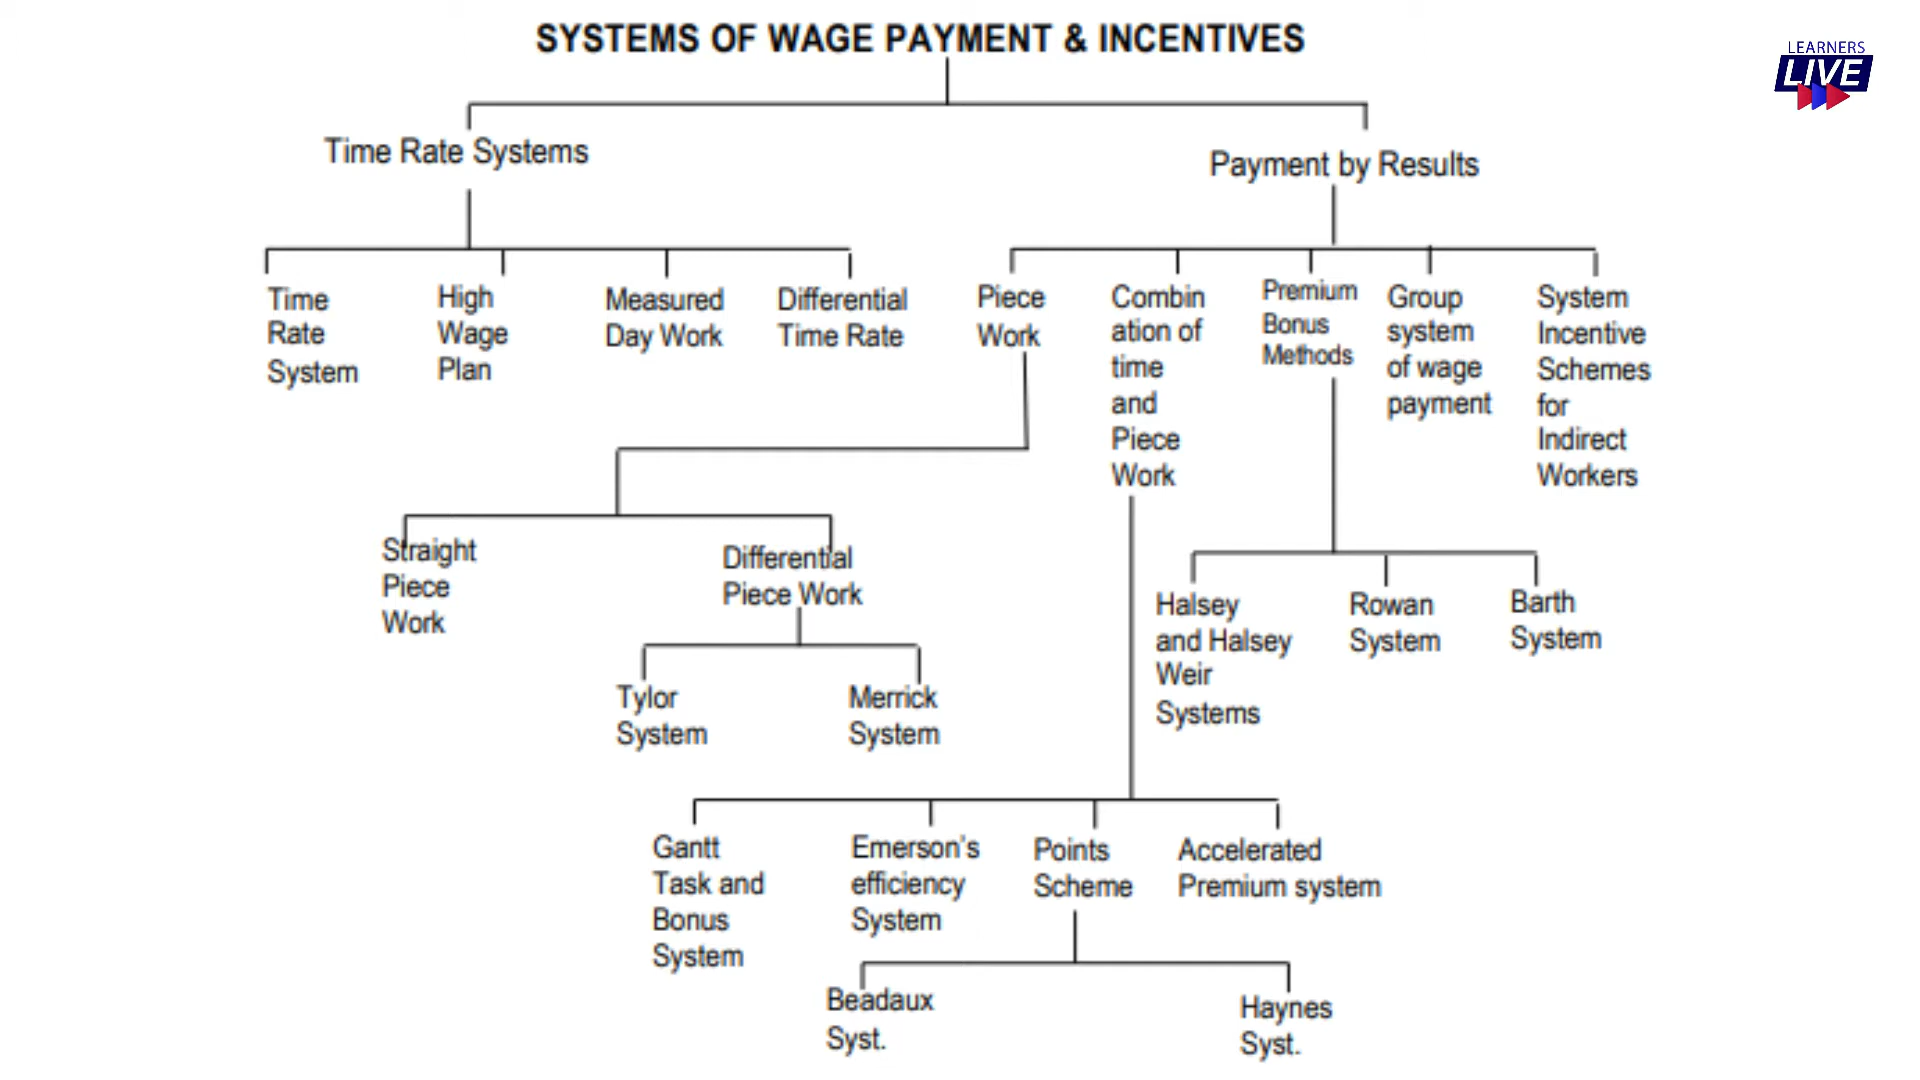 SYSTEMS OF WAGE PAYMENT & INCENTIVES
LEARNERS
LIVE
Time Rate Systems
Payment by Results
Time
Rate
System
High
Wage
Plan
Measured
Day Work
Differential
Time Rate
Piece
Work
Combin
ation of
time
and
Piece
Work
Premium
Bonus
Methods
Group
system
of wage
payment
System
Incentive
Schemes
for
Indirect
Workers
Straight
Piece
Work
Differential
Piece Work
Halsey
and Halsey
Weir
Systems
Rowan
System
Barth
System
Tylor
System
Merrick
System
Gantt
Task and
Bonus
System
Emerson's
efficiency
System
Points
Scheme
Accelerated
Premium system
Beadaux
Syst.
Haynes
Syst.